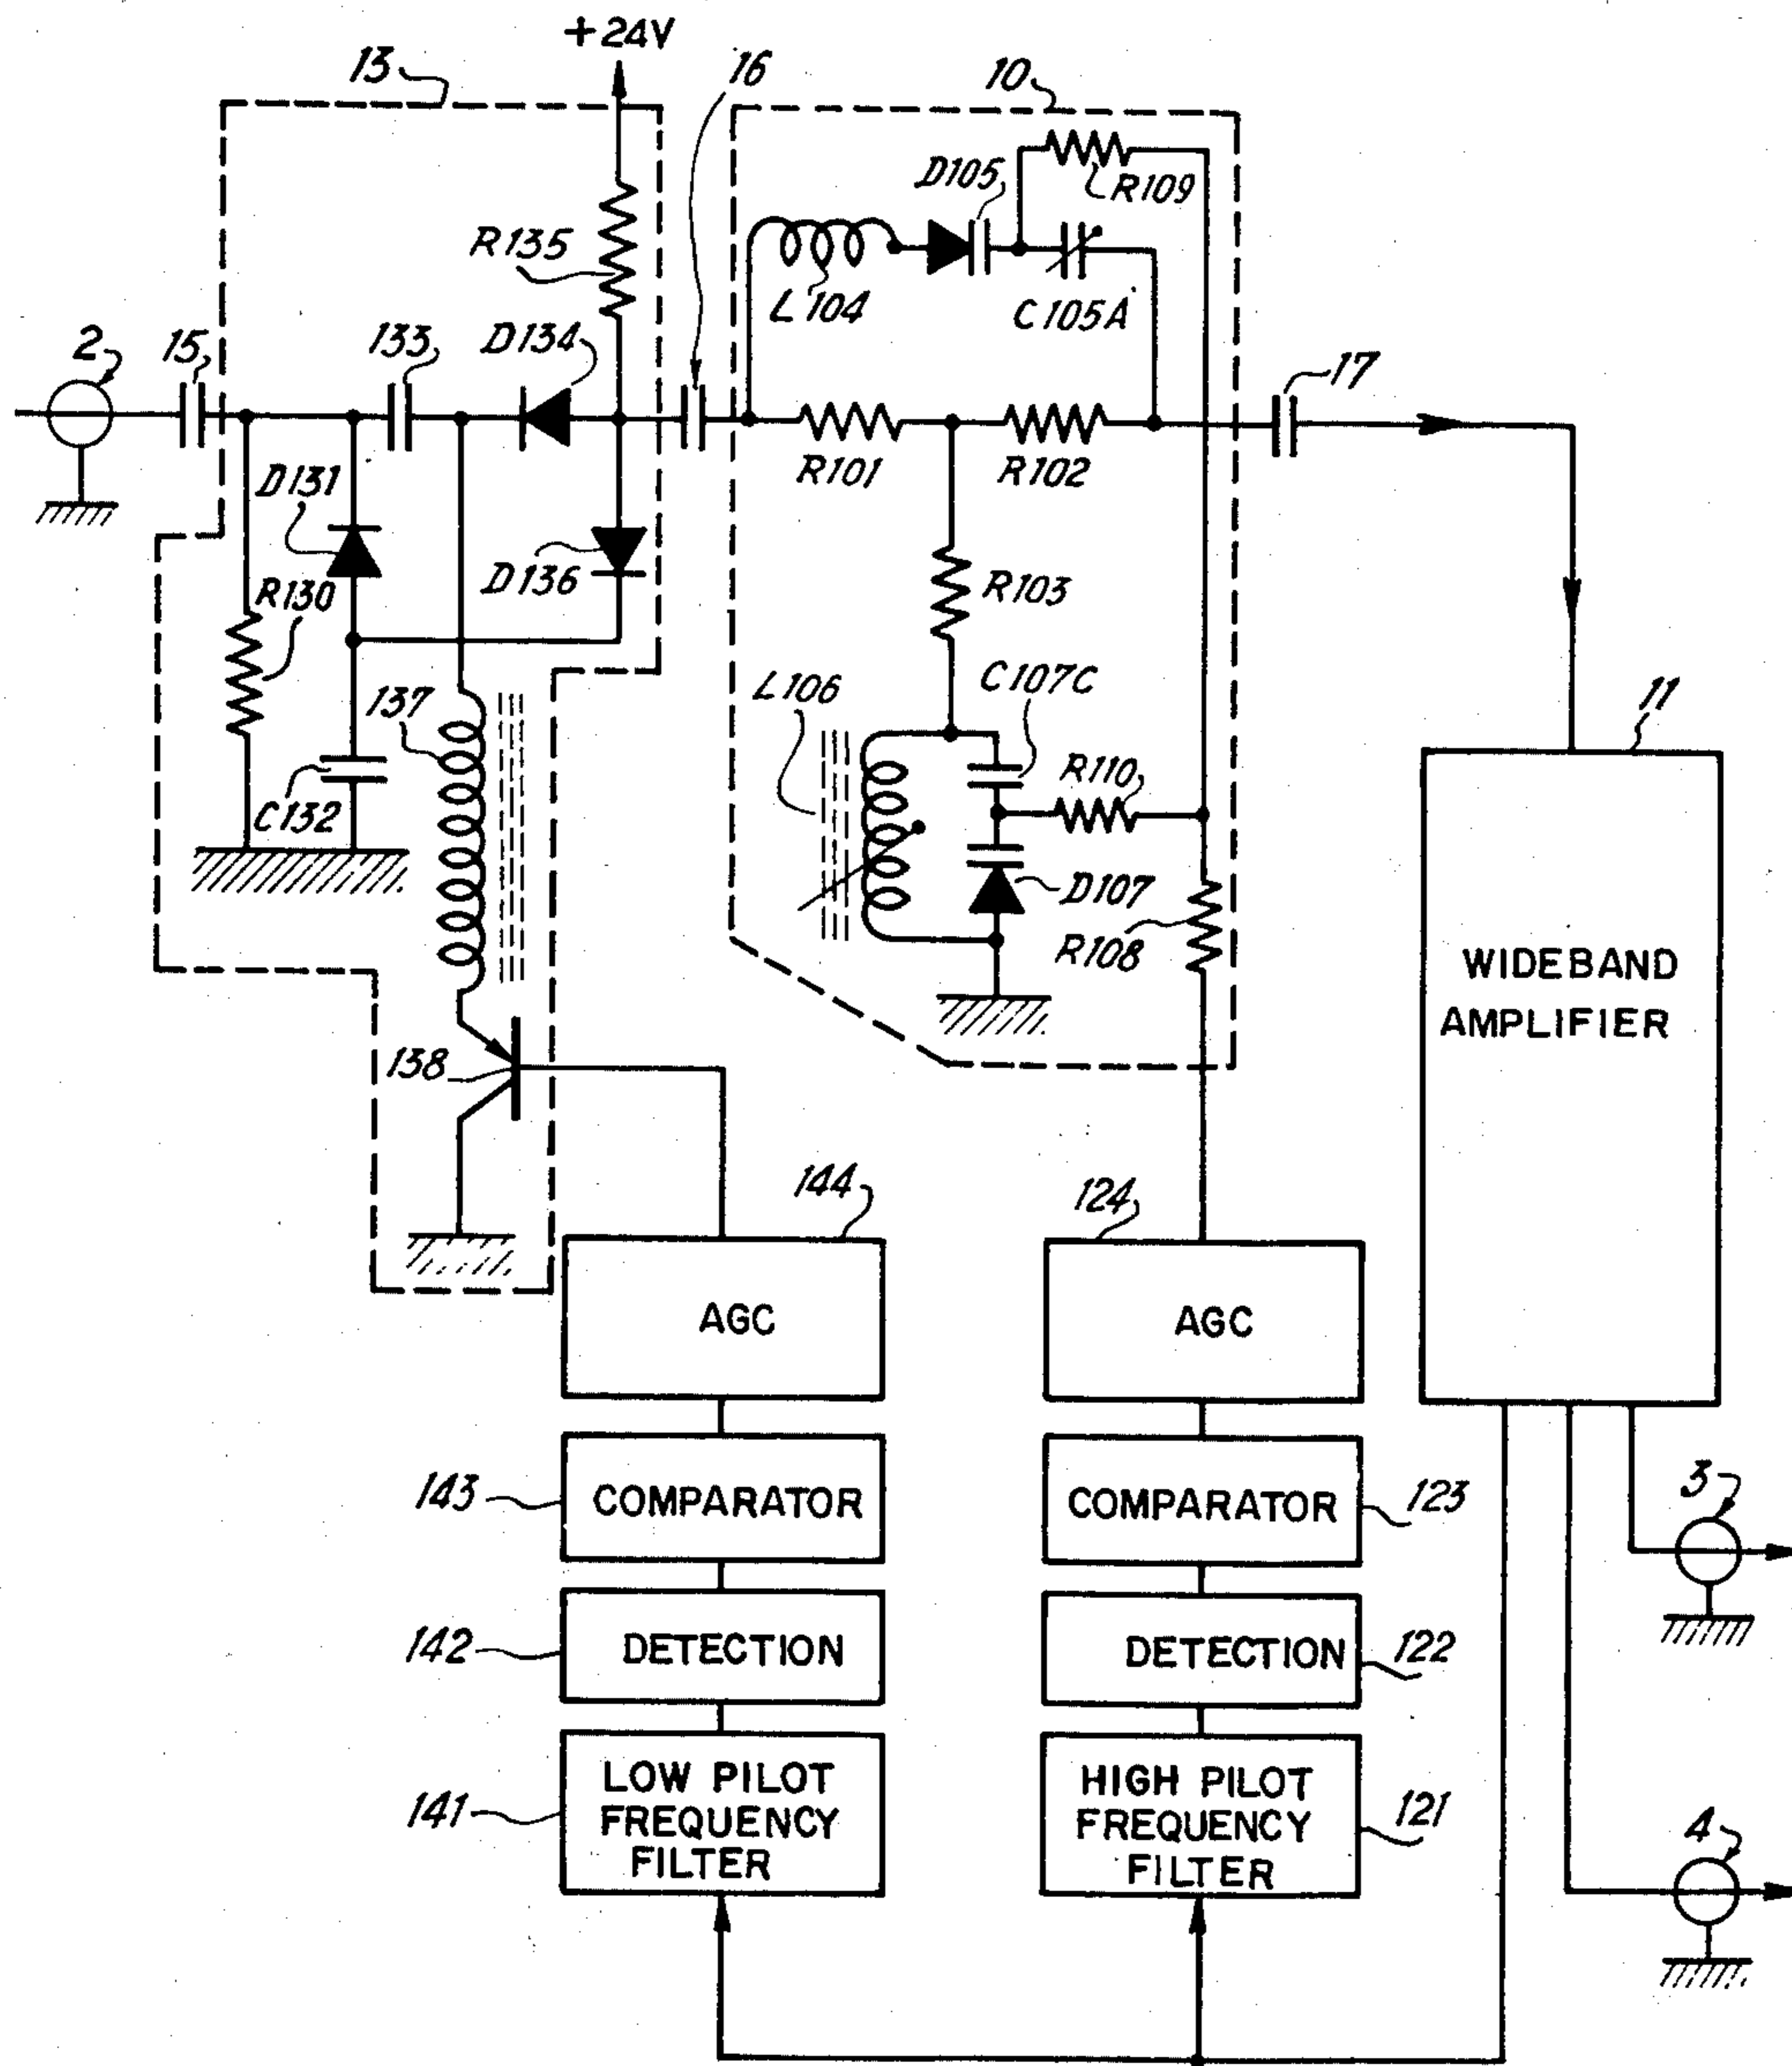 +24V
13
16
10
D105
R109
R135
L104
C105A
2
15
133
D134
17
D131
R101
R102
R130
D136
R103
137
L106
C107C
11
C132
R110
D107
R108
WIDEBAND
AMPLIFIER
138
144
124
AGC
AGC
143
COMPARATOR
COMPARATOR
123
3
142
DETECTION
DETECTION
122
141
LOW PILOT
FREQUENCY
FILTER
HIGH PILOT
FREQUENCY
FILTER
121
4